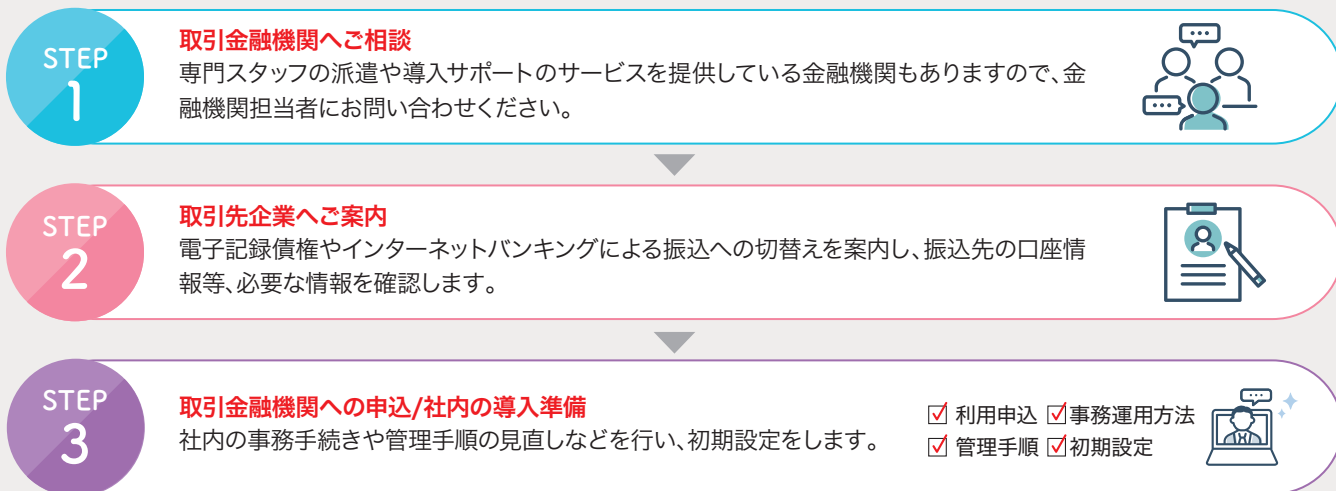 STEP
1
取引金融機関へご相談
専門スタッフの派遣や導入サポートのサービスを提供している金融機関もありますので、金
融機関担当者にお問い合わせください。
STEP
2
取引先企業へご案内
電子記録債権やインターネットバンキングによる振込への切替えを案内し、振込先の口座情
報等、必要な情報を確認します。
STEP
3
取引金融機関への申込/社内の導入準備
社内の事務手続きや管理手順の見直しなどを行い、初期設定をします。
☑ 利用申込 ☑事務運用方法
☑ 管理手順 ☑初期設定